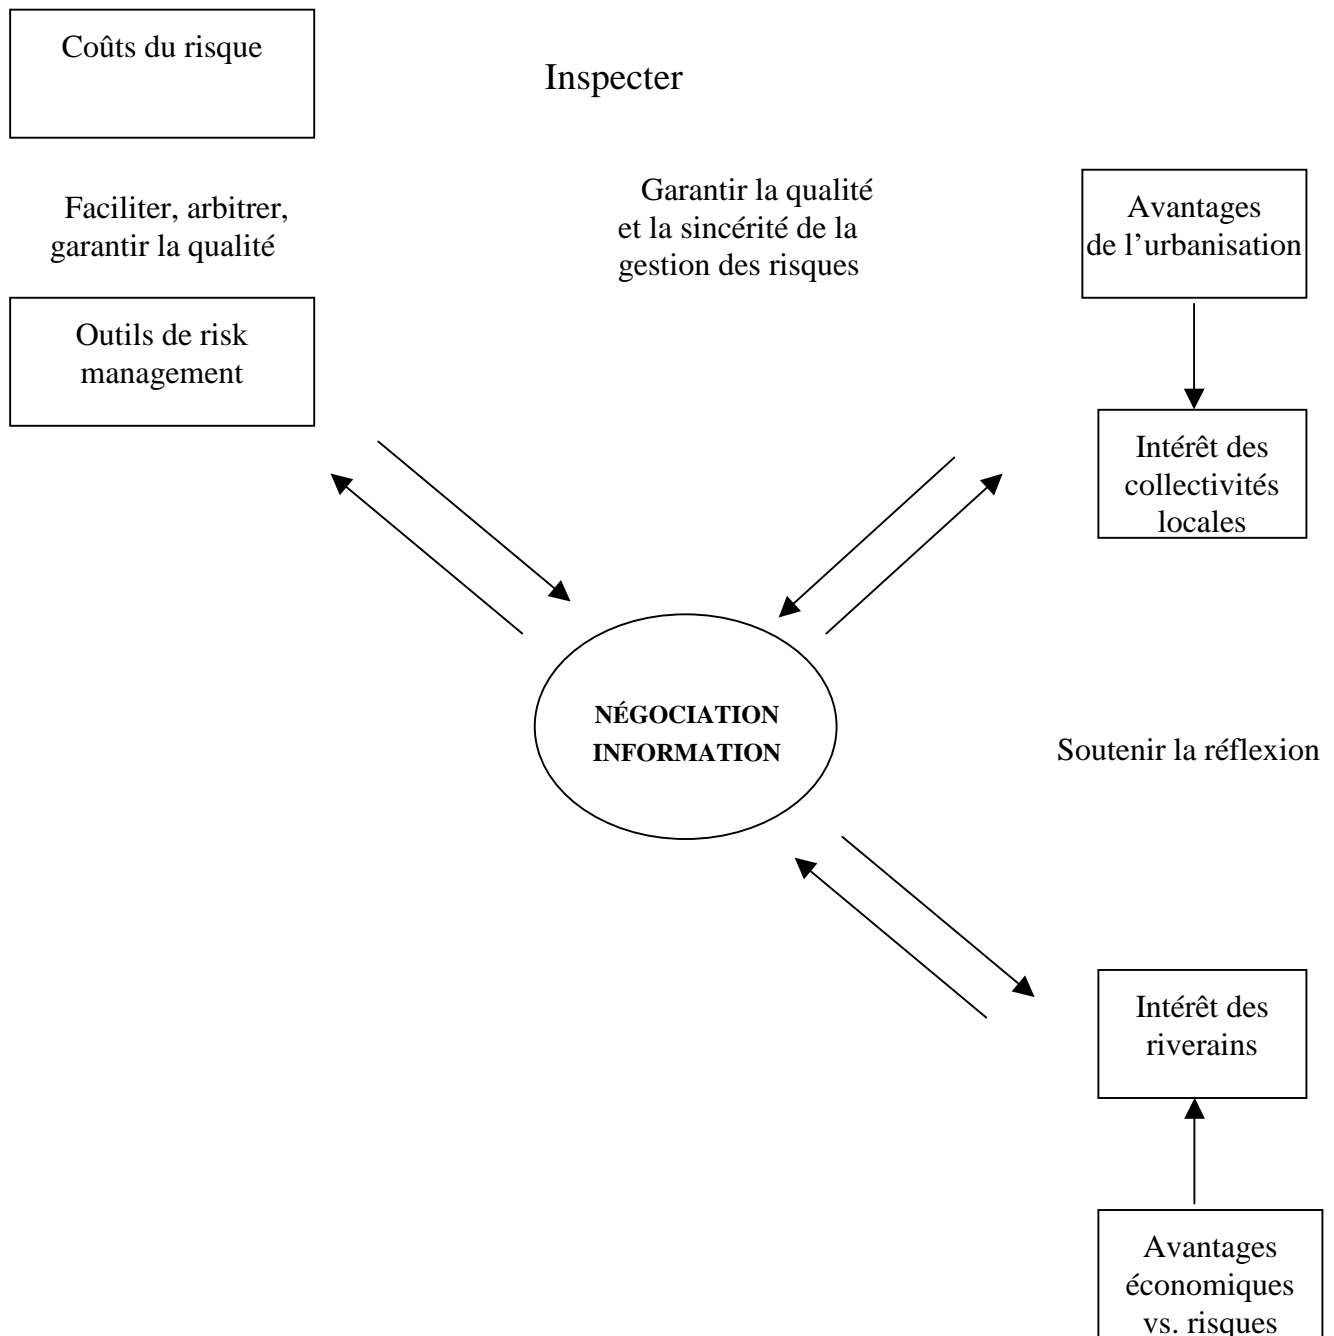 Coûts du risque
Inspecter
Faciliter, arbitrer,
garantir la qualité
Garantir la qualité
et la sincérité de la
gestion des risques
Avantages
de l’urbanisation
Outils de risk
management
Intérêt des
collectivités
locales
NÉGOCIATION
INFORMATION
Soutenir la réflexion
Intérêt des
riverains
Avantages
économiques
vs. risques